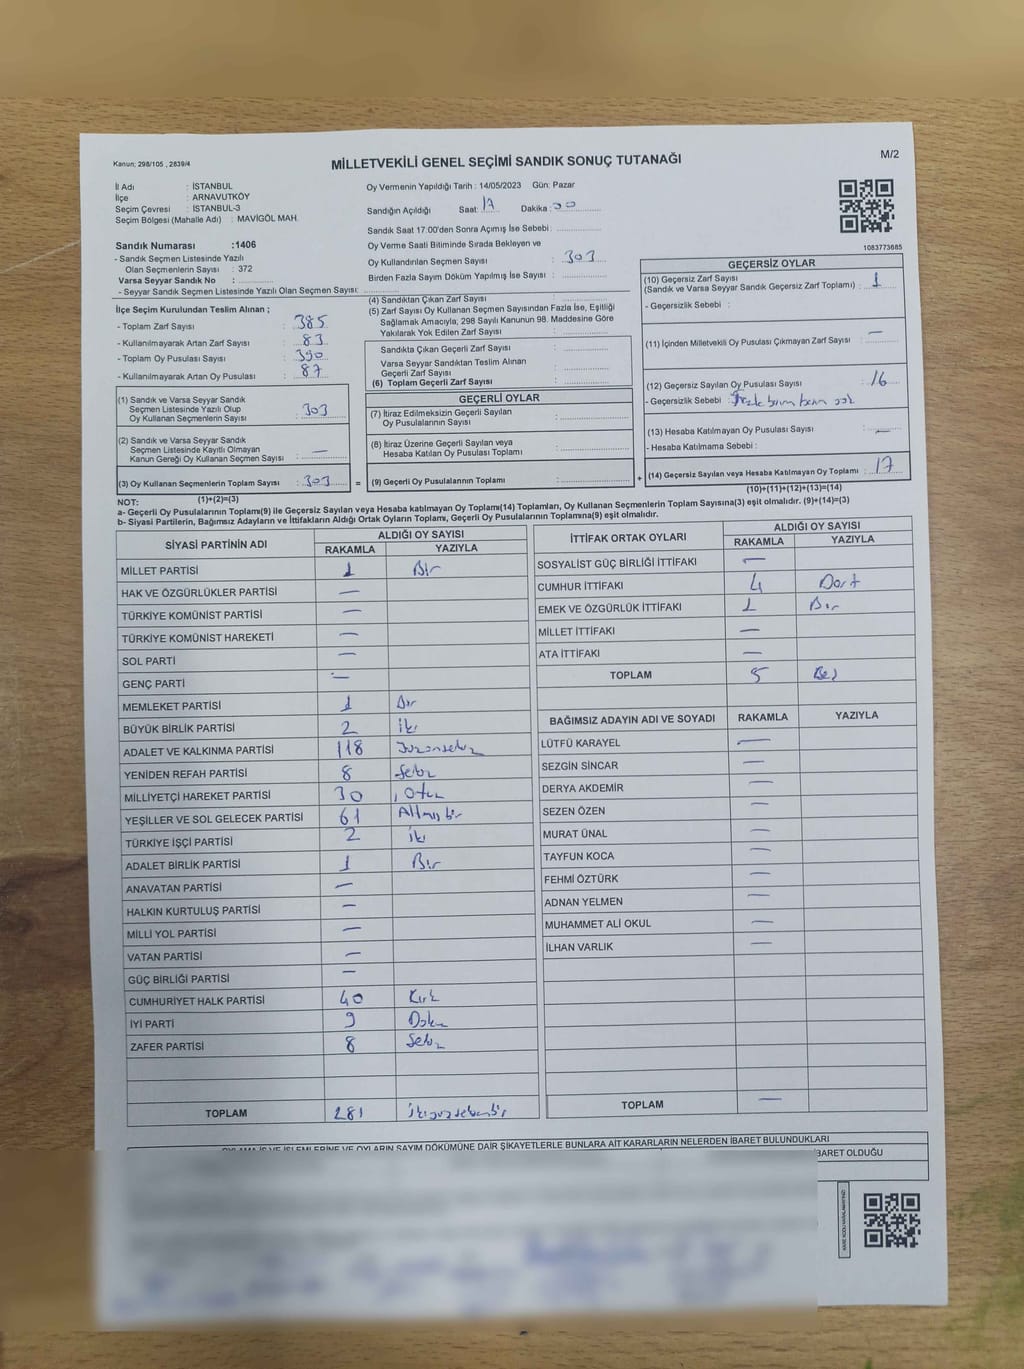 Kanun: 298/105 , 2839/4
MİLLETVEKİLİ GENEL SEÇİMİ SANDIK SONUÇ TUTANAĞI
M/2
İl Adı : İSTANBUL
İlçe : ARNAVUTKÖY
Seçim Çevresi : İSTANBUL-3
Seçim Bölgesi (Mahalle Adı) : MAVİGÖL MAH.
Oy Vermenin Yapıldığı Tarih : 14/05/2023 Gün: Pazar
Sandığın Açıldığı Saat: 17 Dakika : 00
Sandık Saat 17:00'den Sonra Açımış İse Sebebi :
Sandık Numarası :1406
- Sandık Seçmen Listesinde Yazılı
Olan Seçmenlerin Sayısı : 372
Varsa Seyyar Sandık No :
- Seyyar Sandık Seçmen Listesinde Yazılı Olan Seçmen Sayısı:
Oy Verme Saati Bitiminde Sırada Bekleyen ve
Oy Kullandırılan Seçmen Sayısı : 303
Birden Fazla Sayım Döküm Yapılmış İse Sayısı :
1083773685
İlçe Seçim Kurulundan Teslim Alınan ;
- Toplam Zarf Sayısı : 385
- Kullanılmayarak Artan Zarf Sayısı : 83
- Toplam Oy Pusulası Sayısı : 390
- Kullanılmayarak Artan Oy Pusulası : 87
(4) Sandıktan Çıkan Zarf Sayısı :
(5) Zarf Sayısı Oy Kullanan Seçmen Sayısından Fazla İse, Eşitliği
Sağlamak Amacıyla, 298 Sayılı Kanunun 98. Maddesine Göre
Yakılarak Yok Edilen Zarf Sayısı :
Sandıkta Çıkan Geçerli Zarf Sayısı :
Varsa Seyyar Sandıktan Teslim Alınan
Geçerli Zarf Sayısı :
(6) Toplam Geçerli Zarf Sayısı :
GEÇERSİZ OYLAR
(10) Geçersiz Zarf Sayısı
(Sandık ve Varsa Seyyar Sandık Geçersiz Zarf Toplamı) : 1
- Geçersizlik Sebebi :
(11) İçinden Milletvekili Oy Pusulası Çıkmayan Zarf Sayısı : —
(12) Geçersiz Sayılan Oy Pusulası Sayısı : 16
- Geçersizlik Sebebi :
(13) Hesaba Katılmayan Oy Pusulası Sayısı : —
- Hesaba Katılmama Sebebi :
(14) Geçersiz Sayılan veya Hesaba Katılmayan Oy Toplamı : 17
(10)+(11)+(12)+(13)=(14)
(1) Sandık ve Varsa Seyyar Sandık
Seçmen Listesinde Yazılı Olup
Oy Kullanan Seçmenlerin Sayısı : 303
(2) Sandık ve Varsa Seyyar Sandık
Seçmen Listesinde Kayıtlı Olmayan
Kanun Gereği Oy Kullanan Seçmen Sayısı : —
(3) Oy Kullanan Seçmenlerin Toplam Sayısı : 303 =
(1)+(2)=(3)
GEÇERLİ OYLAR
(7) İtiraz Edilmeksizin Geçerli Sayılan
Oy Pusulalarının Sayısı :
(8) İtiraz Üzerine Geçerli Sayılan veya
Hesaba Katılan Oy Pusulası Toplamı :
(9) Geçerli Oy Pusulalarının Toplamı : +
NOT:
a- Geçerli Oy Pusulalarının Toplamı(9) ile Geçersiz Sayılan veya Hesaba katılmayan Oy Toplamı(14) Toplamları, Oy Kullanan Seçmenlerin Toplam Sayısına(3) eşit olmalıdır. (9)+(14)=(3)
b- Siyasi Partilerin, Bağımsız Adayların ve İttifakların Aldığı Ortak Oyların Toplamı, Geçerli Oy Pusulalarının Toplamına(9) eşit olmalıdır.
SİYASİ PARTİNİN ADI ALDIĞI OY SAYISI
RAKAMLA YAZIYLA
MİLLET PARTİSİ 1 Bir
HAK VE ÖZGÜRLÜKLER PARTİSİ —
TÜRKİYE KOMÜNİST PARTİSİ —
TÜRKİYE KOMÜNİST HAREKETİ —
SOL PARTİ —
GENÇ PARTİ —
MEMLEKET PARTİSİ 1 Bir
BÜYÜK BİRLİK PARTİSİ 2 İki
ADALET VE KALKINMA PARTİSİ 118 Yüzonsekiz
YENİDEN REFAH PARTİSİ 8 Sekiz
MİLLİYETÇİ HAREKET PARTİSİ 30 Otuz
YEŞİLLER VE SOL GELECEK PARTİSİ 61 Altmışbir
TÜRKİYE İŞÇİ PARTİSİ 2 İki
ADALET BİRLİK PARTİSİ 1 Bir
ANAVATAN PARTİSİ —
HALKIN KURTULUŞ PARTİSİ —
MİLLİ YOL PARTİSİ —
VATAN PARTİSİ —
GÜÇ BİRLİĞİ PARTİSİ —
CUMHURİYET HALK PARTİSİ 40 Kırk
İYİ PARTİ 9 Dokuz
ZAFER PARTİSİ 8 Sekiz
TOPLAM 281 İkiyüzseksenbir
İTTİFAK ORTAK OYLARI ALDIĞI OY SAYISI
RAKAMLA YAZIYLA
SOSYALİST GÜÇ BİRLİĞİ İTTİFAKI —
CUMHUR İTTİFAKI 4 Dört
EMEK VE ÖZGÜRLÜK İTTİFAKI 1 Bir
MİLLET İTTİFAKI —
ATA İTTİFAKI —
TOPLAM 5 Beş
BAĞIMSIZ ADAYIN ADI VE SOYADI RAKAMLA YAZIYLA
LÜTFÜ KARAYEL —
SEZGİN SİNCAR —
DERYA AKDEMİR —
SEZEN ÖZEN —
MURAT ÜNAL —
TAYFUN KOCA —
FEHMİ ÖZTÜRK —
ADNAN YELMEN —
MUHAMMET ALİ OKUL —
İLHAN VARLIK —
TOPLAM —
OYLAMA İŞ VE İŞLEMLERİNE VE OYLARIN SAYIM DÖKÜMÜNE DAİR ŞİKAYETLERLE BUNLARA AİT KARARLARIN NELERDEN İBARET BULUNDUKLARI
İBARET OLDUĞU